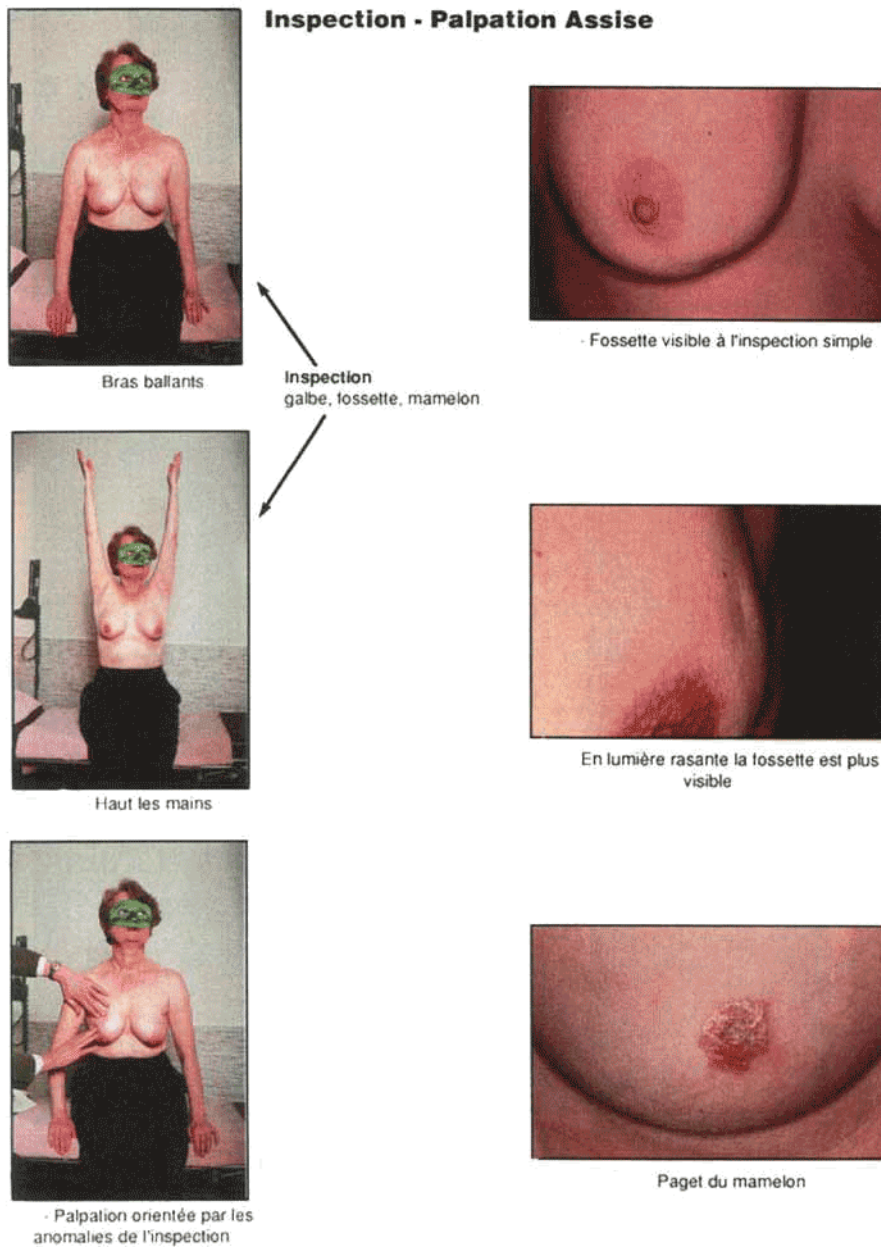 Inspection - Palpation Assise
Bras ballants
Inspection
galbe, fossette, mamelon
Haut les mains
- Palpation orientée par les
anomalies de l'inspection
- Fossette visible à l'inspection simple
En lumière rasante la fossette est plus
visible
Paget du mamelon